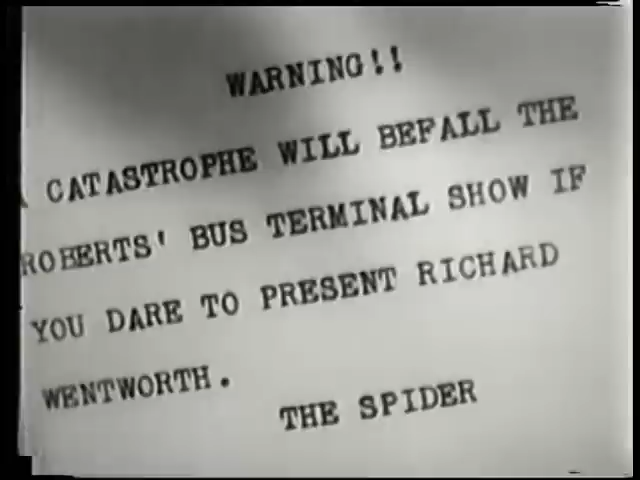 WARNING!!
A CATASTROPHE WILL BEFALL THE
ROBERTS' BUS TERMINAL SHOW IF
YOU DARE TO PRESENT RICHARD
WENTWORTH.
THE SPIDER